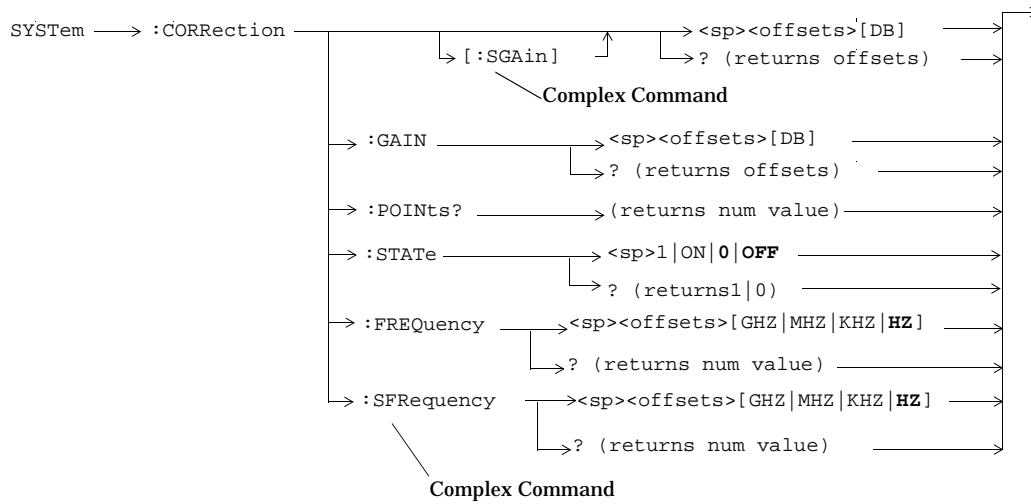 SYSTem :CORRection <sp><offsets>[DB]
[:SGAin] ? (returns offsets)
Complex Command
:GAIN <sp><offsets>[DB]
? (returns offsets)
:POINts? (returns num value)
:STATe <sp>1|ON|0|OFF
? (returns1|0)
:FREQuency <sp><offsets>[GHZ|MHZ|KHZ|HZ]
? (returns num value)
:SFRequency <sp><offsets>[GHZ|MHZ|KHZ|HZ]
? (returns num value)
Complex Command